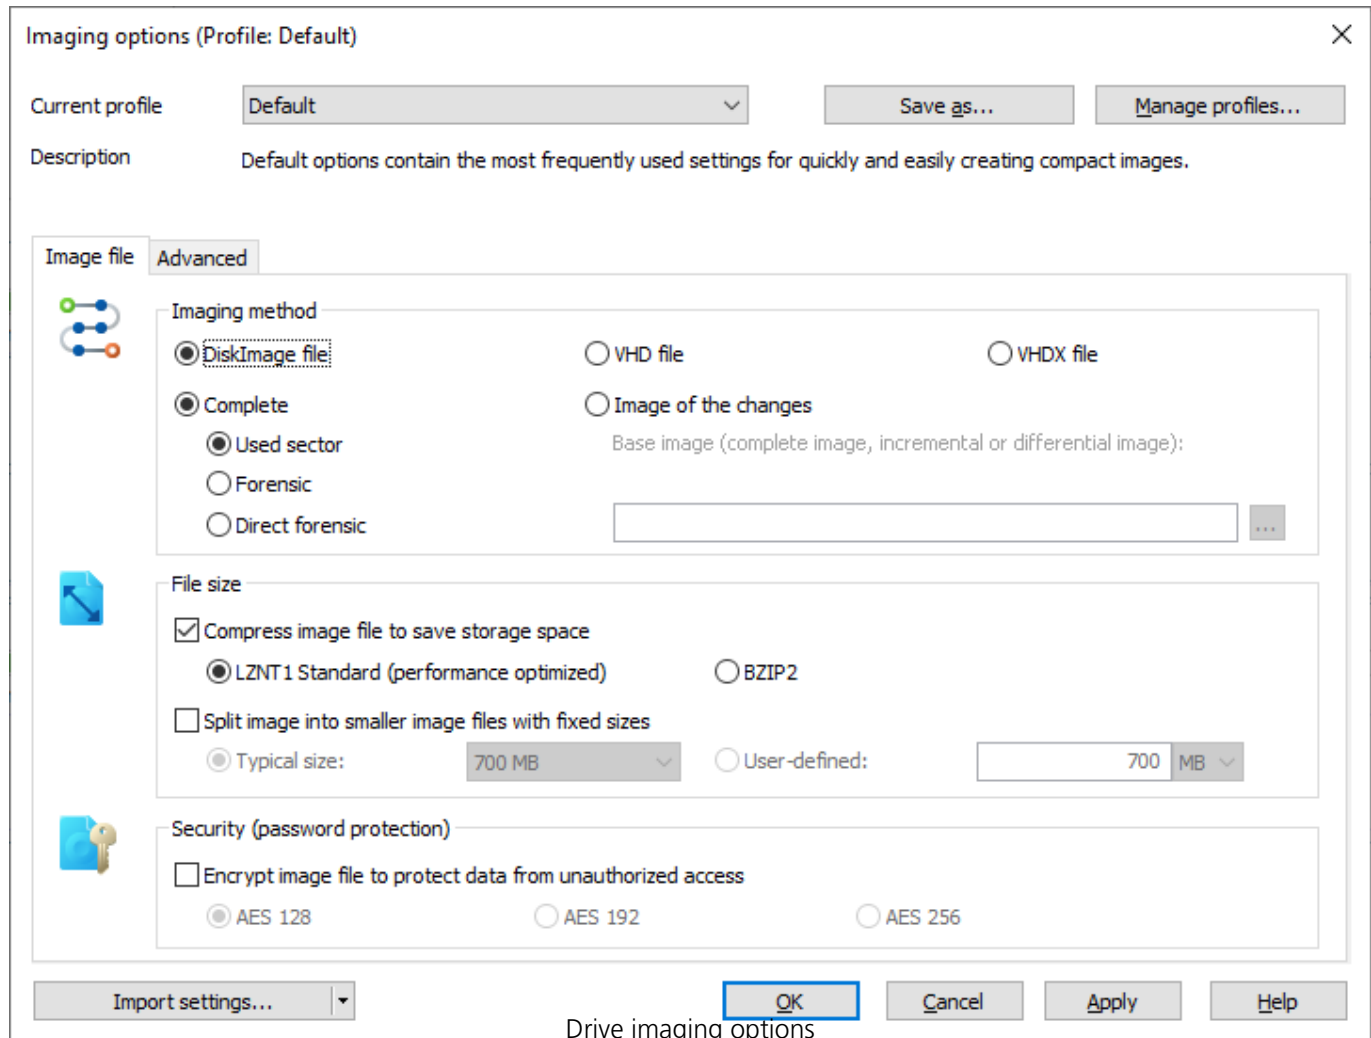 Imaging options (Profile: Default)
Current profile Default Save as... Manage profiles...
Description Default options contain the most frequently used settings for quickly and easily creating compact images.
Image file Advanced
Imaging method
DiskImage file VHD file VHDX file
Complete Image of the changes
Used sector Base image (complete image, incremental or differential image):
Forensic
Direct forensic ...
File size
Compress image file to save storage space
LZNT1 Standard (performance optimized) BZIP2
Split image into smaller image files with fixed sizes
Typical size: 700 MB User-defined: 700 MB
Security (password protection)
Encrypt image file to protect data from unauthorized access
AES 128 AES 192 AES 256
Import settings... OK Cancel Apply Help
Drive imaging options